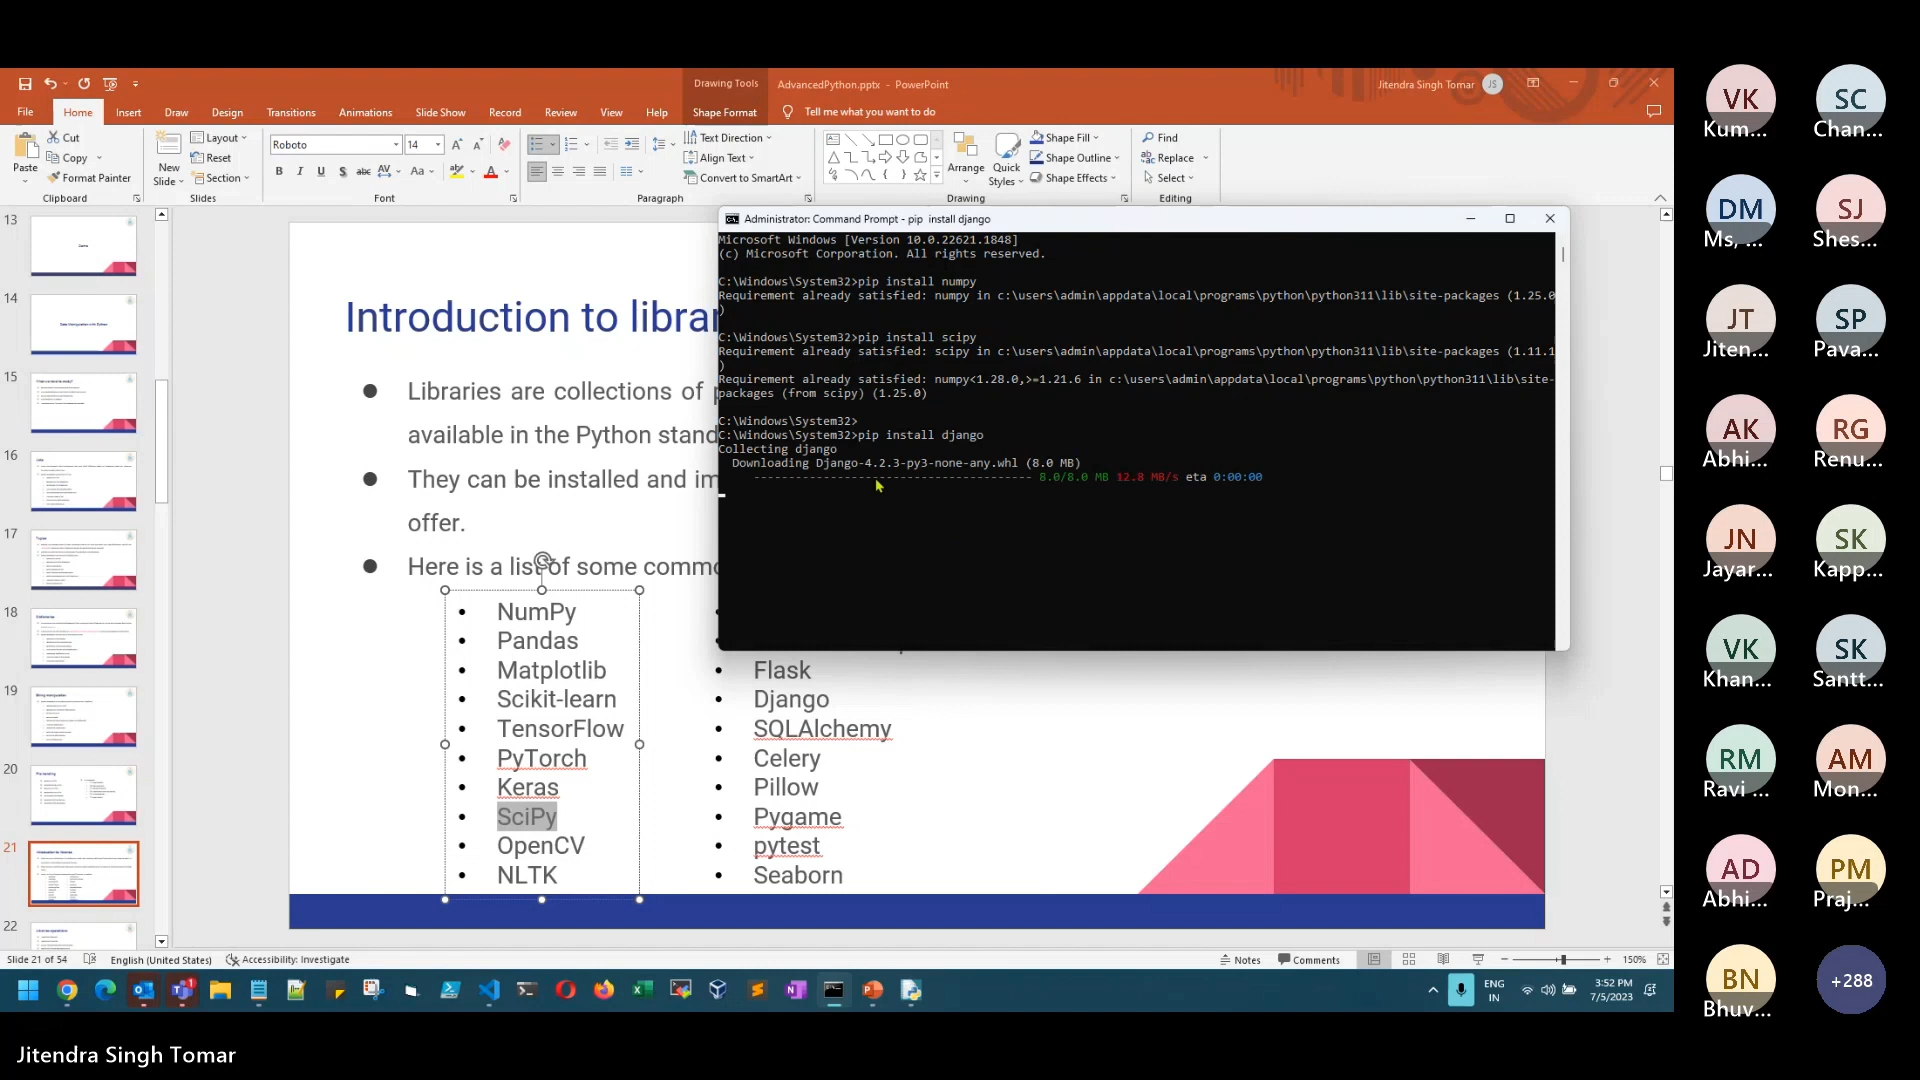 Drawing Tools
AdvancedPython.pptx - PowerPoint
Jitendra Singh Tomar
JS
File
Home
Insert
Draw
Design
Transitions
Animations
Slide Show
Record
Review
View
Help
Shape Format
Tell me what you want to do
Paste
Cut
Copy
Format Painter
Clipboard
New Slide
Layout
Reset
Section
Slides
Roboto
14
B I U S abc AV Aa A
Font
Text Direction
Align Text
Convert to SmartArt
Paragraph
Arrange
Quick Styles
Shape Fill
Shape Outline
Shape Effects
Drawing
Find
Replace
Select
Editing
13
14
15
16
17
18
19
20
21
22
Introduction to librar
Libraries are collections of p
available in the Python stand
They can be installed and im
offer.
Here is a list of some commo
NumPy
Pandas
Matplotlib
Scikit-learn
TensorFlow
PyTorch
Keras
SciPy
OpenCV
NLTK
Flask
Django
SQLAlchemy
Celery
Pillow
Pygame
pytest
Seaborn
Administrator: Command Prompt - pip install django
Microsoft Windows [Version 10.0.22621.1848]
(c) Microsoft Corporation. All rights reserved.
C:\Windows\System32>pip install numpy
Requirement already satisfied: numpy in c:\users\admin\appdata\local\programs\python\python311\lib\site-packages (1.25.0
)
C:\Windows\System32>pip install scipy
Requirement already satisfied: scipy in c:\users\admin\appdata\local\programs\python\python311\lib\site-packages (1.11.1
)
Requirement already satisfied: numpy<1.28.0,>=1.21.6 in c:\users\admin\appdata\local\programs\python\python311\lib\site-
packages (from scipy) (1.25.0)
C:\Windows\System32>
C:\Windows\System32>pip install django
Collecting django
Downloading Django-4.2.3-py3-none-any.whl (8.0 MB)
---------------------------------------- 8.0/8.0 MB 12.8 MB/s eta 0:00:00
Slide 21 of 54
English (United States)
Accessibility: Investigate
Notes
Comments
150%
ENG
IN
3:52 PM
7/5/2023
VK
Kum...
SC
Chan...
DM
Ms, ...
SJ
Shes...
JT
Jiten...
SP
Pava...
AK
Abhi...
RG
Renu...
JN
Jayar...
SK
Kapp...
VK
Khan...
SK
Santt...
RM
Ravi ...
AM
Mon...
AD
Abhi...
PM
Praj...
BN
Bhuv...
+288
Jitendra Singh Tomar